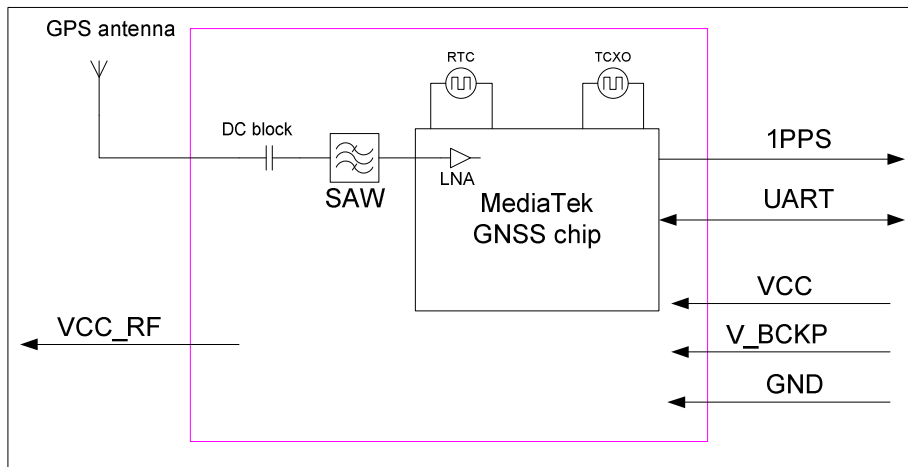 GPS antenna
RTC
TCXO
DC block
1PPS
SAW
LNA
MediaTek
GNSS chip
UART
VCC
VCC_RF
V_BCKP
GND